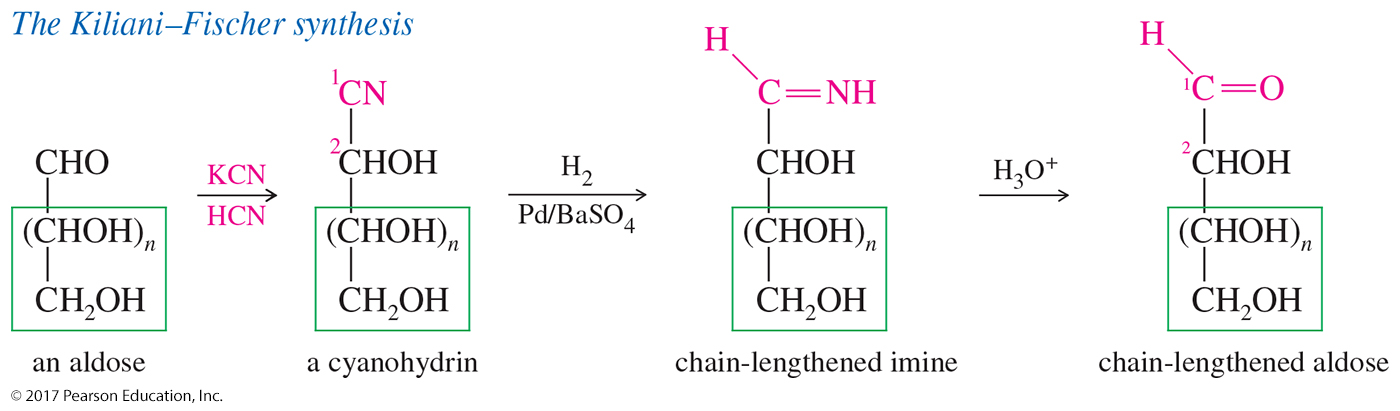 The Kiliani–Fischer synthesis
CHO
(CHOH)n
CH2OH
an aldose
KCN
HCN
1CN
2CHOH
(CHOH)n
CH2OH
a cyanohydrin
H2
Pd/BaSO4
H
C=NH
CHOH
(CHOH)n
CH2OH
chain-lengthened imine
H3O+
H
1C=O
2CHOH
(CHOH)n
CH2OH
chain-lengthened aldose
© 2017 Pearson Education, Inc.